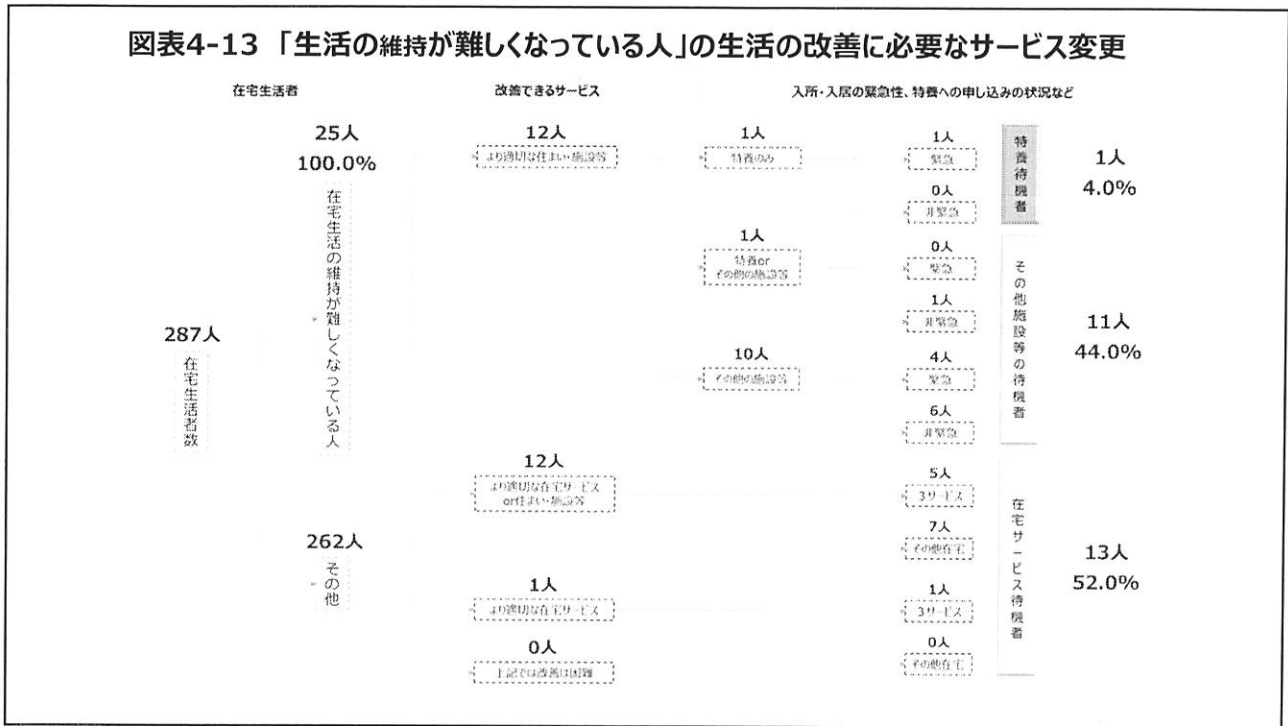 図表4-13 「生活の維持が難しくなっている人」の生活の改善に必要なサービス変更
在宅生活者
改善できるサービス
入所・入居の緊急性、特養への申し込みの状況など
287人
在宅生活者数
25人
100.0%
在宅生活の維持が難しくなっている人
262人
その他
12人
より適切な住まい・施設等
1人
特養のみ
1人
緊急
0人
非緊急
1人
特養or
その他の施設等
0人
緊急
1人
非緊急
10人
その他の施設等
4人
緊急
6人
非緊急
12人
より適切な在宅サービス
or住まい・施設等
5人
3サービス
7人
その他在宅
1人
より適切な在宅サービス
1人
3サービス
0人
その他在宅
0人
上記では改善は困難
特養待機者
1人
4.0%
その他施設等の待機者
11人
44.0%
在宅サービス待機者
13人
52.0%